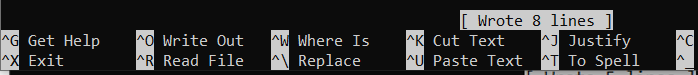 [ Wrote 8 lines ]
^G Get Help ^O Write Out ^W Where Is ^K Cut Text ^J Justify ^C
^X Exit ^R Read File ^\ Replace ^U Paste Text ^T To Spell ^_